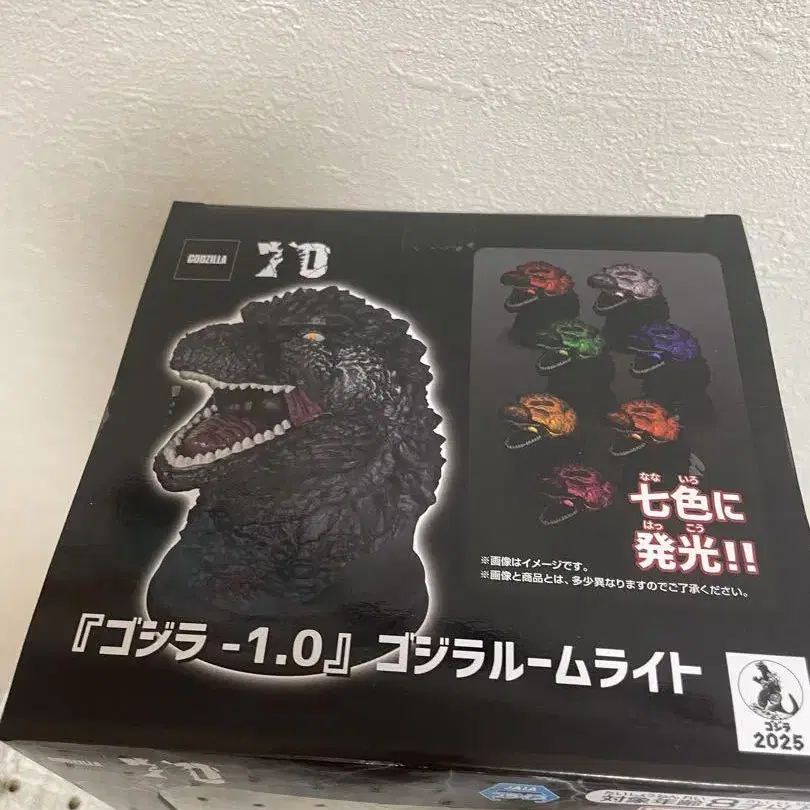 GODZILLA
70
なな いろ
七色に
はっ こう
発光!!
※画像はイメージです。
※画像と商品とは、多少異なりますのでご了承ください。
『ゴジラ -1.0』 ゴジラルームライト
ゴジラ
2025
GODZILLA
70